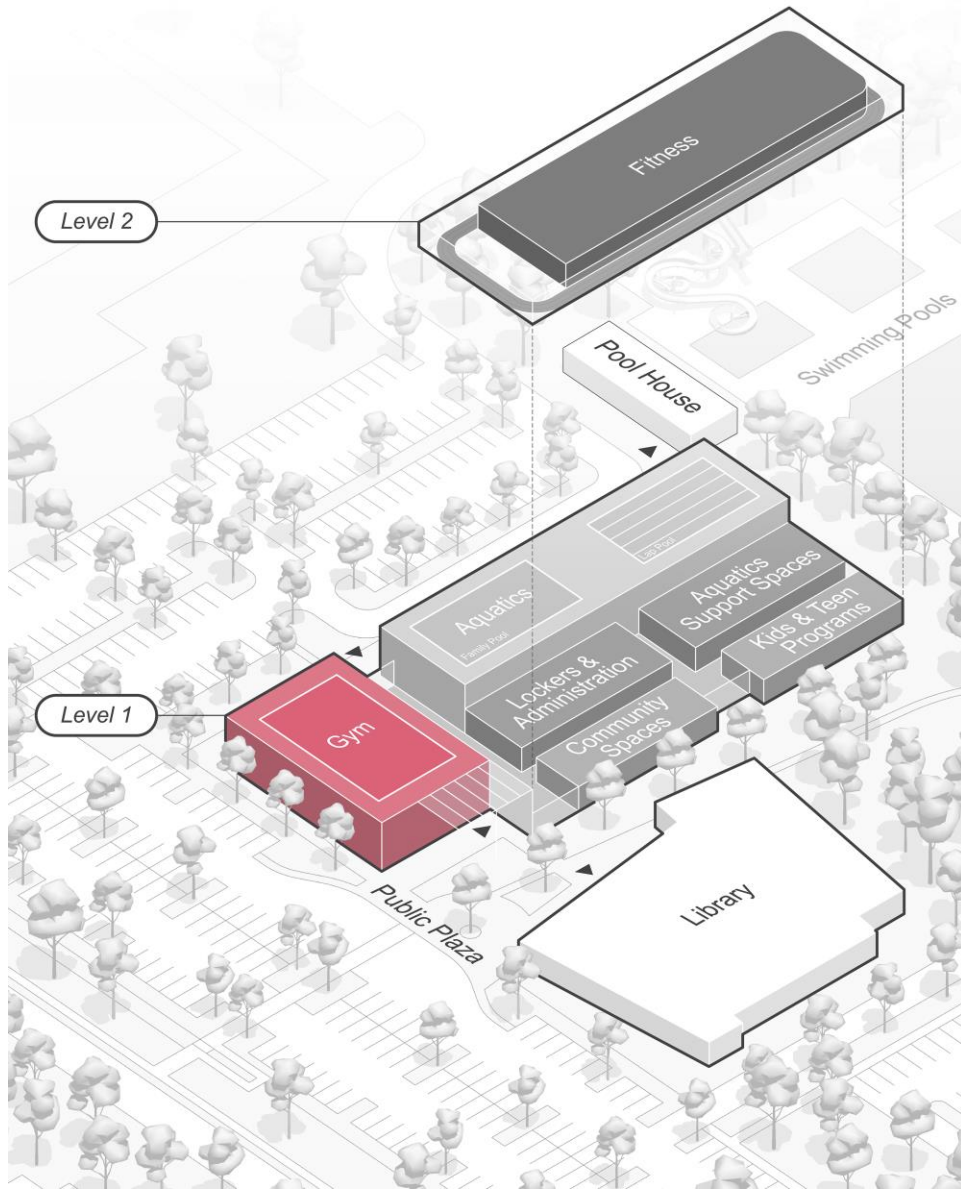 Fitness
Level 2
Swimming Pools
Pool House
Lap Pool
Aquatics
Family Pool
Aquatics
Support Spaces
Kids & Teen
Programs
Lockers &
Administration
Community
Spaces
Level 1
Gym
Public Plaza
Library